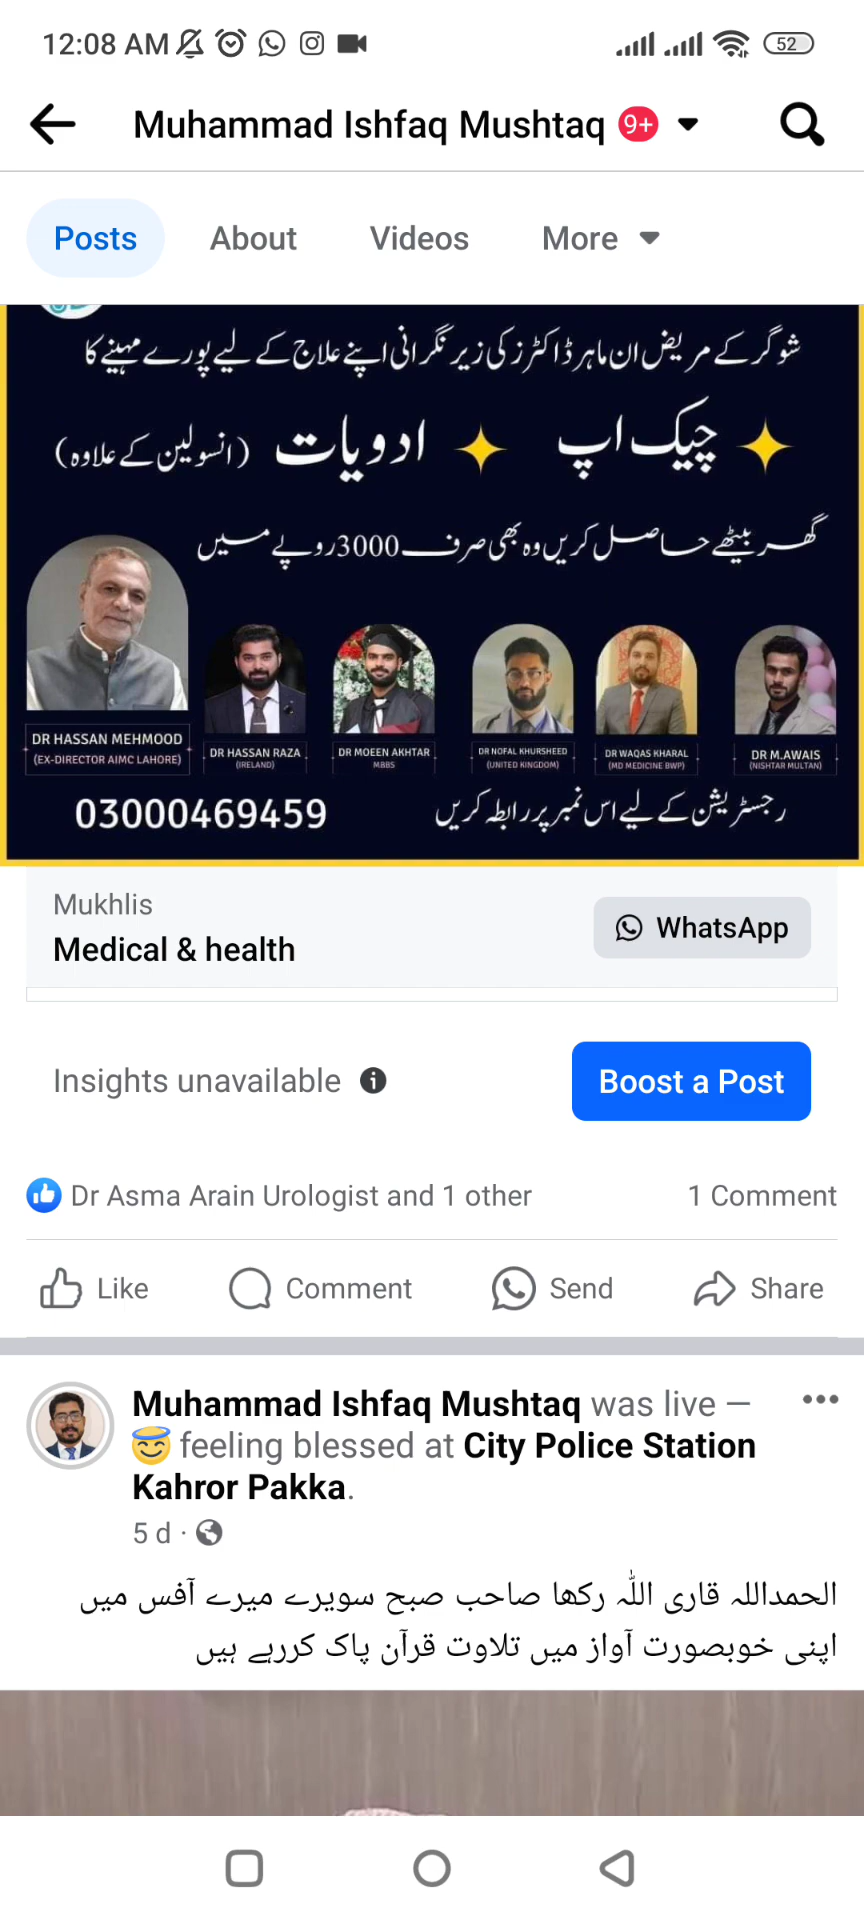 12:08 AM
52
Muhammad Ishfaq Mushtaq 9+
Posts About Videos More
شوگر کے مریض ان ماہر ڈاکٹرز کی زیر نگرانی اپنے علاج کے لیے پورے مہینے کا
چیک اپ ادویات (انسولین کے علاوہ)
گھر بیٹھے حاصل کریں وہ بھی صرف 3000 روپے میں
DR HASSAN MEHMOOD
(EX-DIRECTOR AIMC LAHORE)
DR HASSAN RAZA
(IRELAND)
DR MOEEN AKHTAR
MBBS
DR NOFAL KHURSHEED
(UNITED KINGDOM)
DR WAQAS KHARAL
(MD MEDICINE BWP)
DR M.AWAIS
(NISHTAR MULTAN)
رجسٹریشن کے لیے اس نمبر پر رابطہ کریں
03000469459
Mukhlis
Medical & health
WhatsApp
Insights unavailable
Boost a Post
Dr Asma Arain Urologist and 1 other 1 Comment
Like Comment Send Share
Muhammad Ishfaq Mushtaq was live —
😇 feeling blessed at City Police Station
Kahror Pakka.
5 d ·
الحمداللہ قاری اللّٰہ رکھا صاحب صبح سویرے میرے آفس میں
اپنی خوبصورت آواز میں تلاوت قرآن پاک کررہے ہیں